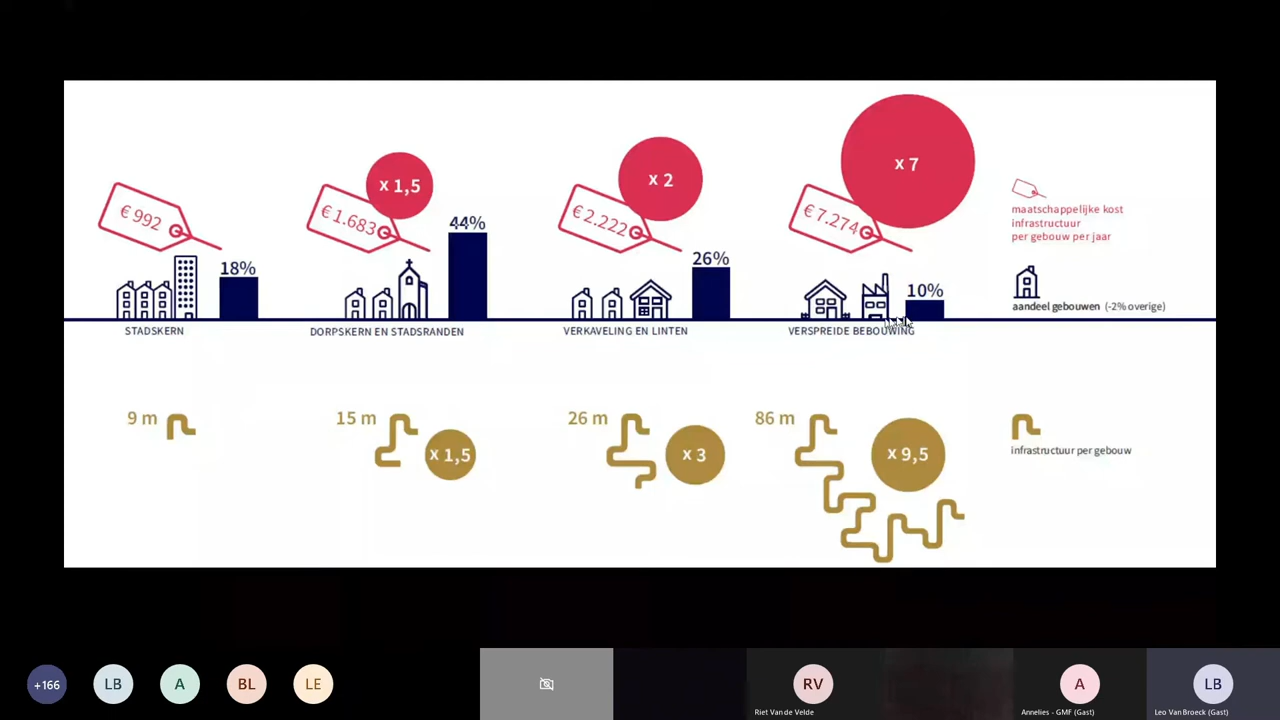 x 7
x 1,5
x 2
€ 992
€ 1.683
€ 2.222
€ 7.274
maatschappelijke kost
infrastructuur
per gebouw per jaar
18%
44%
26%
10%
aandeel gebouwen (-2% overige)
STADSKERN
DORPSKERN EN STADSRANDEN
VERKAVELING EN LINTEN
VERSPREIDE BEBOUWING
9 m
15 m
26 m
86 m
x 1,5
x 3
x 9,5
infrastructuur per gebouw
+166
LB
A
BL
LE
RV
A
LB
Riet Van de Velde
Annelies - GMF (Gast)
Leo Van Broeck (Gast)